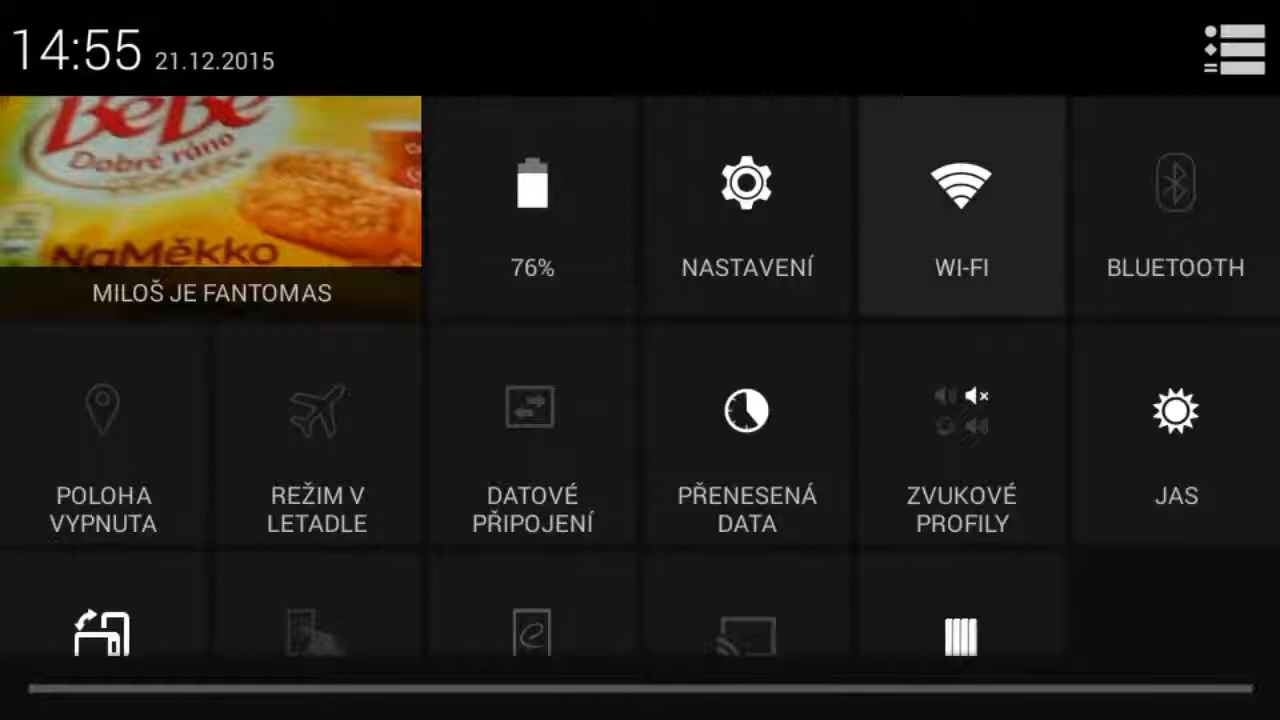 14:55 21.12.2015
BeBe
Dobré ráno
NaMěkko
MILOŠ JE FANTOMAS
76%
NASTAVENÍ
WI-FI
BLUETOOTH
POLOHA
VYPNUTA
REŽIM V
LETADLE
DATOVÉ
PŘIPOJENÍ
PŘENESENÁ
DATA
ZVUKOVÉ
PROFILY
JAS